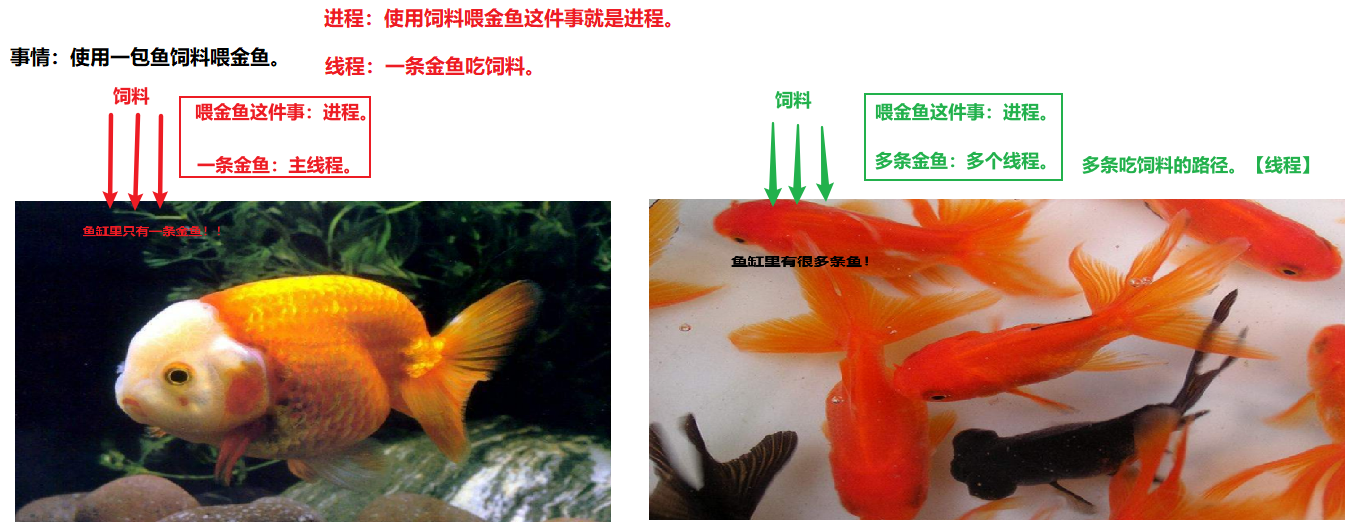 进程：使用饲料喂金鱼这件事就是进程。
事情：使用一包鱼饲料喂金鱼。
线程：一条金鱼吃饲料。
饲料
喂金鱼这件事：进程。
一条金鱼：主线程。
鱼缸里只有一条金鱼！！
饲料
喂金鱼这件事：进程。
多条金鱼：多个线程。
多条吃饲料的路径。【线程】
鱼缸里有很多条鱼！